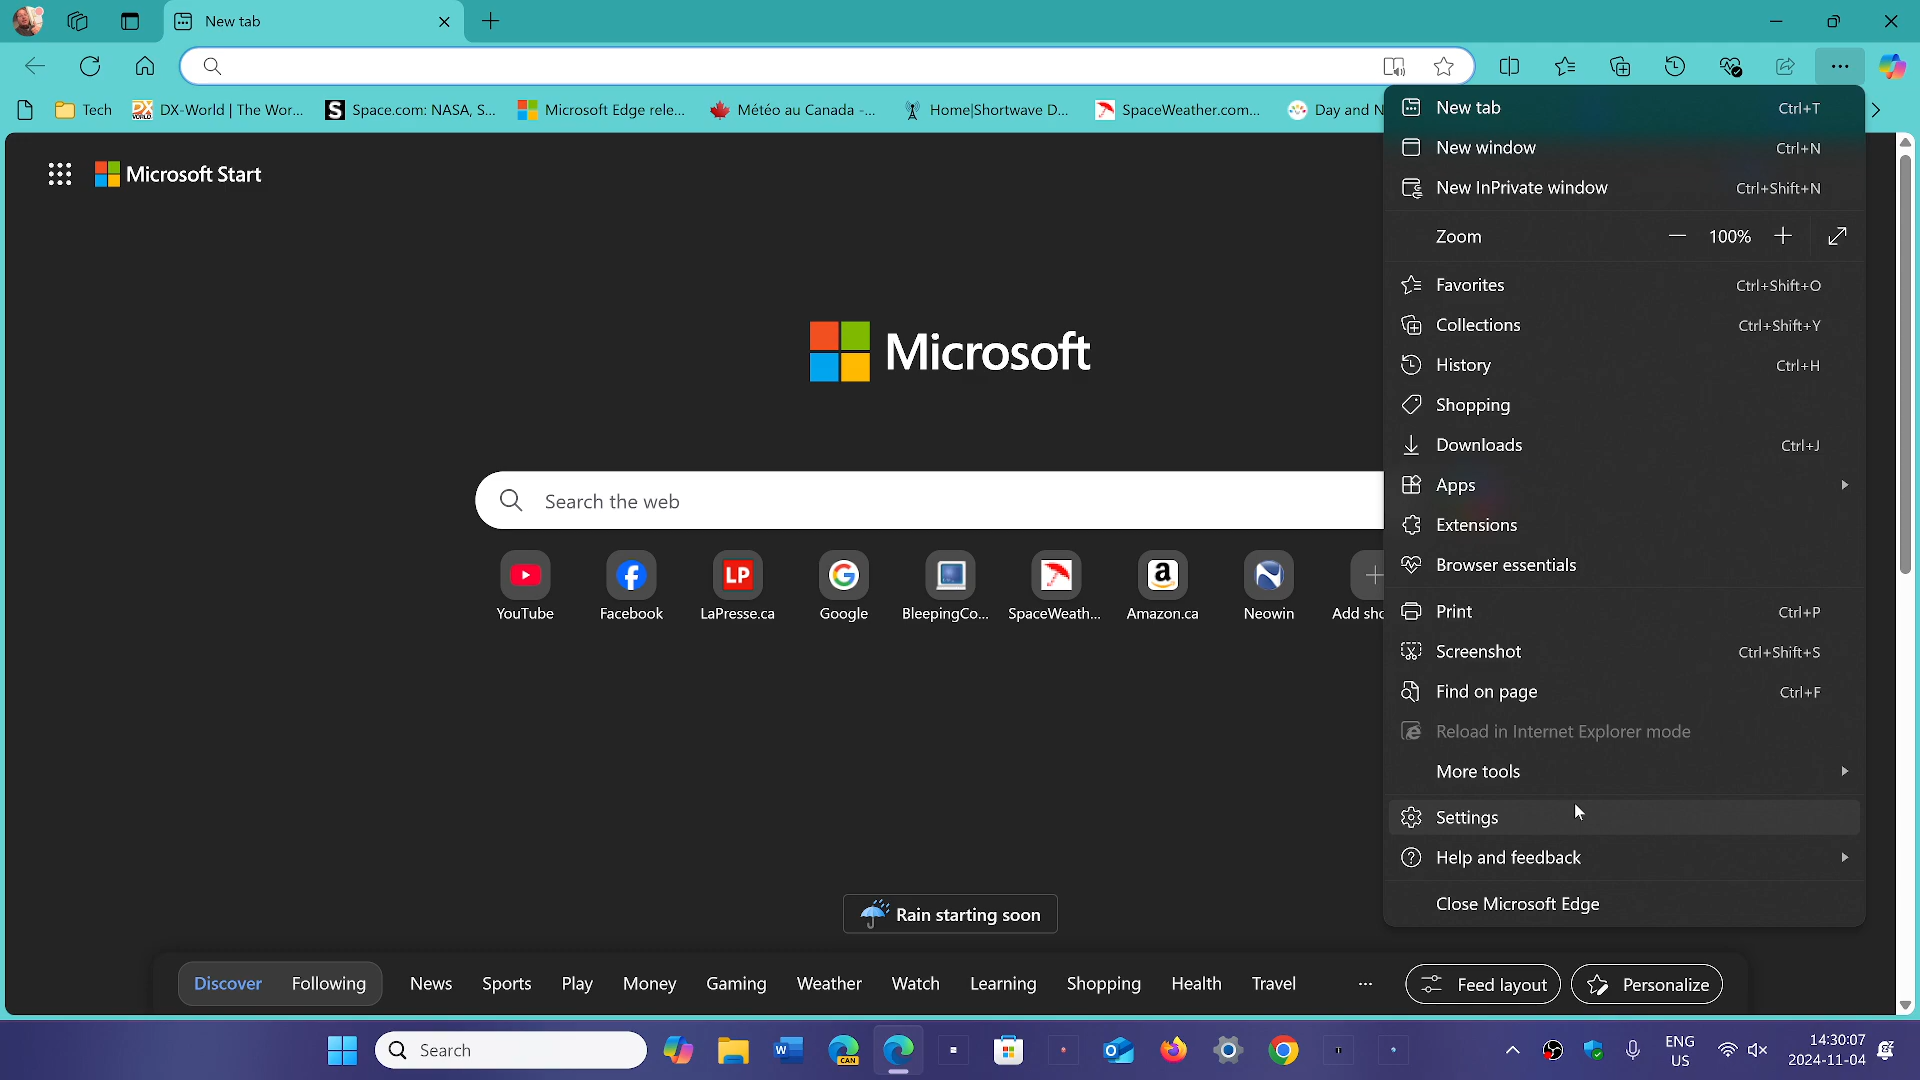 New tab
Tech DX-World | The Wor... S Space.com: NASA, S... Microsoft Edge rele... Météo au Canada -... Home|Shortwave D... SpaceWeather.com... Day and N
Microsoft Start
New tab Ctrl+T
New window Ctrl+N
New InPrivate window Ctrl+Shift+N
Zoom 100%
Favorites Ctrl+Shift+O
Collections Ctrl+Shift+Y
History Ctrl+H
Shopping
Downloads Ctrl+J
Apps
Extensions
Browser essentials
Print Ctrl+P
Screenshot Ctrl+Shift+S
Find on page Ctrl+F
Reload in Internet Explorer mode
More tools
Settings
Help and feedback
Close Microsoft Edge
Microsoft
Search the web
LP G a N
YouTube Facebook LaPresse.ca Google BleepingCo... SpaceWeath... Amazon.ca Neowin Add sho
Rain starting soon
Discover Following News Sports Play Money Gaming Weather Watch Learning Shopping Health Travel ... Feed layout Personalize
Search W CAN ENG US 14:30:07 2024-11-04